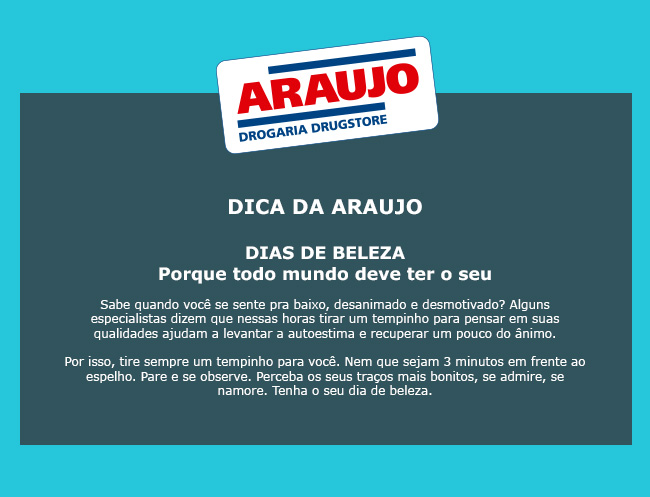 ARAUJO
DROGARIA DRUGSTORE
DICA DA ARAUJO
DIAS DE BELEZA
Porque todo mundo deve ter o seu
Sabe quando você se sente pra baixo, desanimado e desmotivado? Alguns
especialistas dizem que nessas horas tirar um tempinho para pensar em suas
qualidades ajudam a levantar a autoestima e recuperar um pouco do ânimo.
Por isso, tire sempre um tempinho para você. Nem que sejam 3 minutos em frente ao
espelho. Pare e se observe. Perceba os seus traços mais bonitos, se admire, se
namore. Tenha o seu dia de beleza.